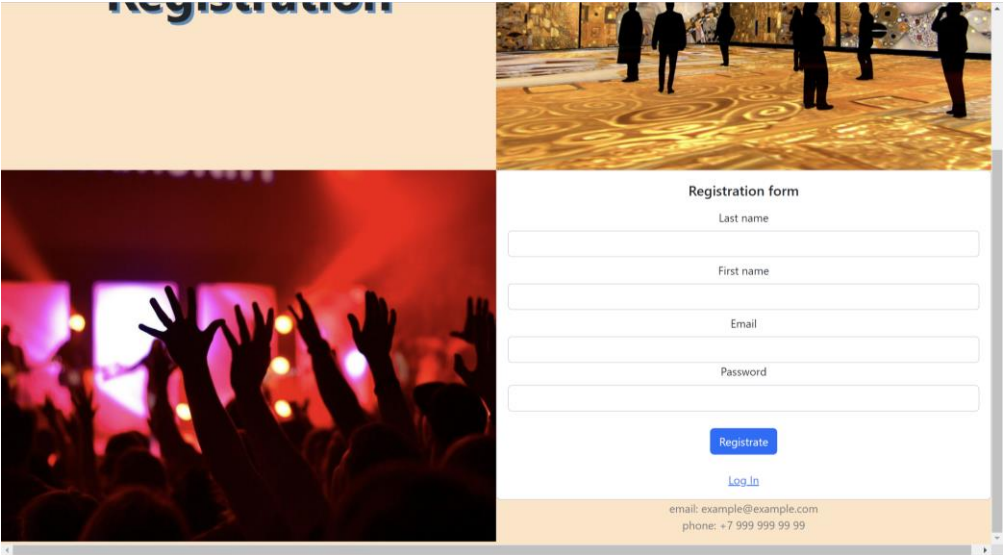 Registration
Registration form
Last name
First name
Email
Password
Registrate
Log In
email: example@example.com
phone: +7 999 999 99 99